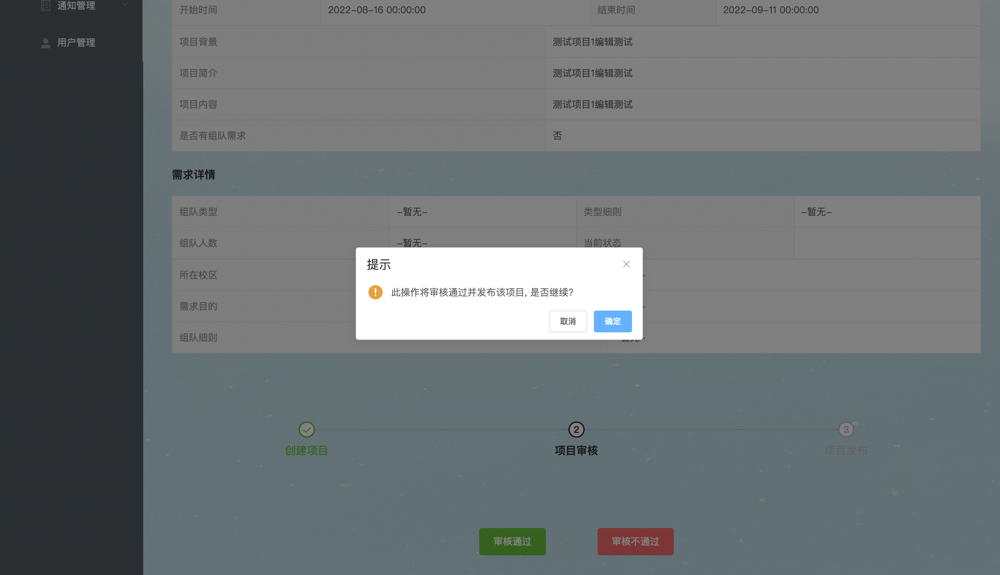 通知管理
用户管理
开始时间 2022-08-16 00:00:00 结束时间 2022-09-11 00:00:00
项目背景 测试项目1编辑测试
项目简介 测试项目1编辑测试
项目内容 测试项目1编辑测试
是否有组队需求 否
需求详情
组队类型 -暂无- 类型细则 -暂无-
组队人数 -暂无- 当前状态
所在校区
需求目的
组队细则
提示
此操作将审核通过并发布该项目, 是否继续?
取消 确定
2 3
创建项目 项目审核 项目发布
审核通过 审核不通过